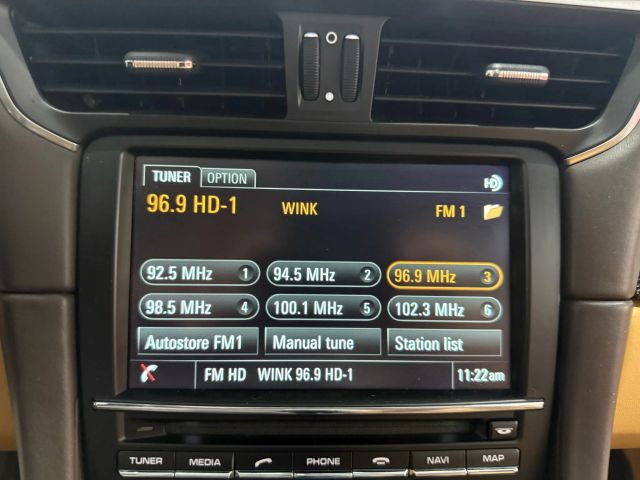 TUNER OPTION
HD
96.9 HD-1 WINK FM 1
92.5 MHz 1 94.5 MHz 2 96.9 MHz 3
98.5 MHz 4 100.1 MHz 5 102.3 MHz 6
Autostore FM1 Manual tune Station list
FM HD WINK 96.9 HD-1 11:22am
TUNER MEDIA PHONE NAVI MAP